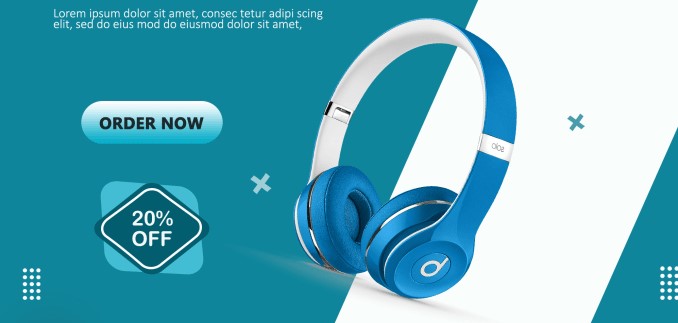 Lorem ipsum dolor sit amet, consec tetur adipi scing
elit, sed do eius mod do eiusmod dolor sit amet,
ORDER NOW
20%
OFF
solo